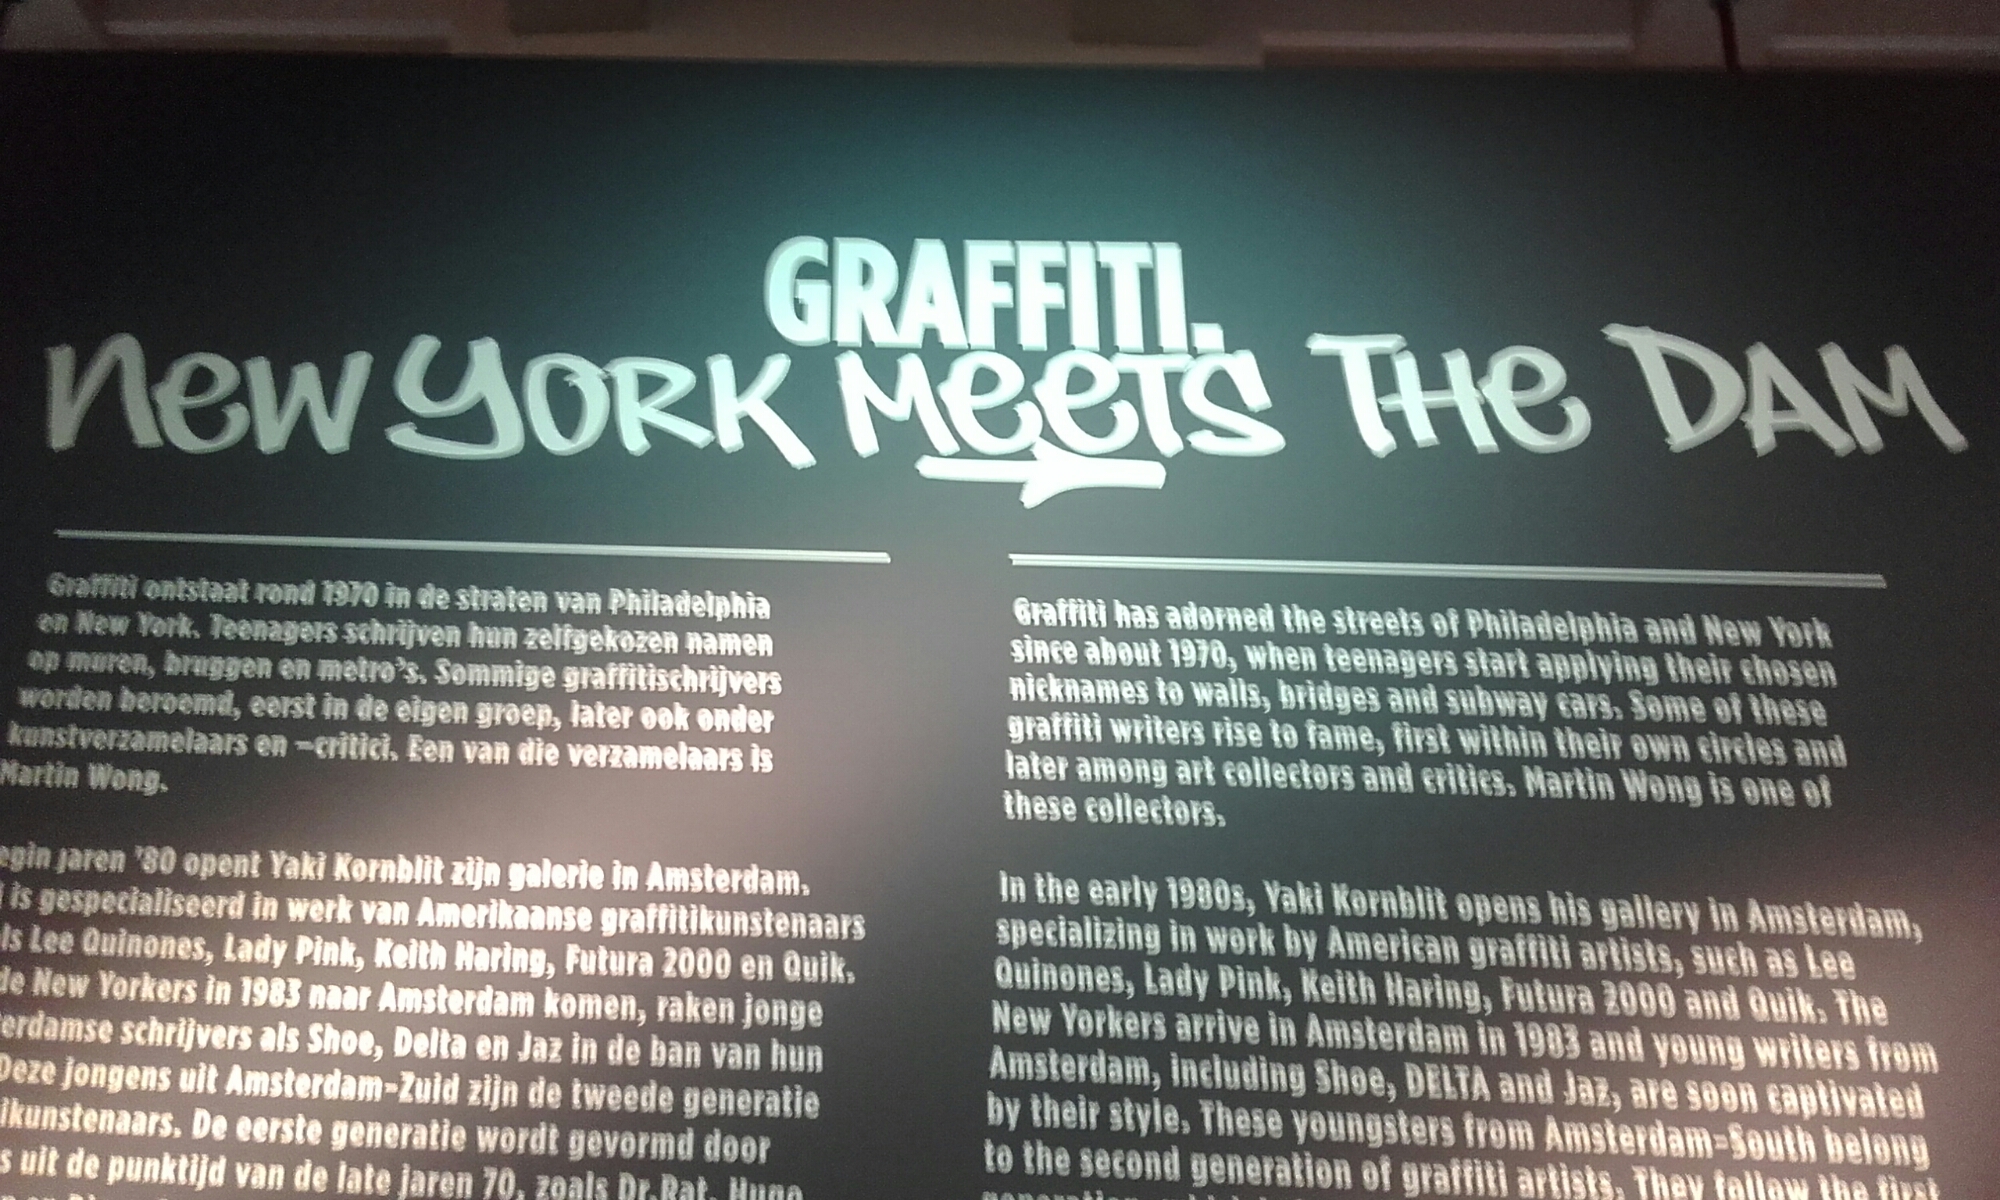 GRAFFITI.
New York Meets The Dam
Graffiti ontstaat rond 1970 in de straten van Philadelphia
en New York. Teenagers schrijven hun zelfgekozen namen
op muren, bruggen en metro's. Sommige graffitischrijvers
worden beroemd, eerst in de eigen groep, later ook onder
kunstverzamelaars en –critici. Een van die verzamelaars is
Martin Wong.
egin jaren '80 opent Yaki Kornblit zijn galerie in Amsterdam.
is gespecialiseerd in werk van Amerikaanse graffitikunstenaars
ls Lee Quinones, Lady Pink, Keith Haring, Futura 2000 en Quik.
de New Yorkers in 1983 naar Amsterdam komen, raken jonge
erdamse schrijvers als Shoe, Delta en Jaz in de ban van hun
Deze jongens uit Amsterdam-Zuid zijn de tweede generatie
ikunstenaars. De eerste generatie wordt gevormd door
s uit de punktijd van de late jaren 70, zoals Dr.Rat, Hugo
Graffiti has adorned the streets of Philadelphia and New York
since about 1970, when teenagers start applying their chosen
nicknames to walls, bridges and subway cars. Some of these
graffiti writers rise to fame, first within their own circles and
later among art collectors and critics. Martin Wong is one of
these collectors.
In the early 1980s, Yaki Kornblit opens his gallery in Amsterdam,
specializing in work by American graffiti artists, such as Lee
Quinones, Lady Pink, Keith Haring, Futura 2000 and Quik. The
New Yorkers arrive in Amsterdam in 1983 and young writers from
Amsterdam, including Shoe, DELTA and Jaz, are soon captivated
by their style. These youngsters from Amsterdam-South belong
to the second generation of graffiti artists. They follow the first